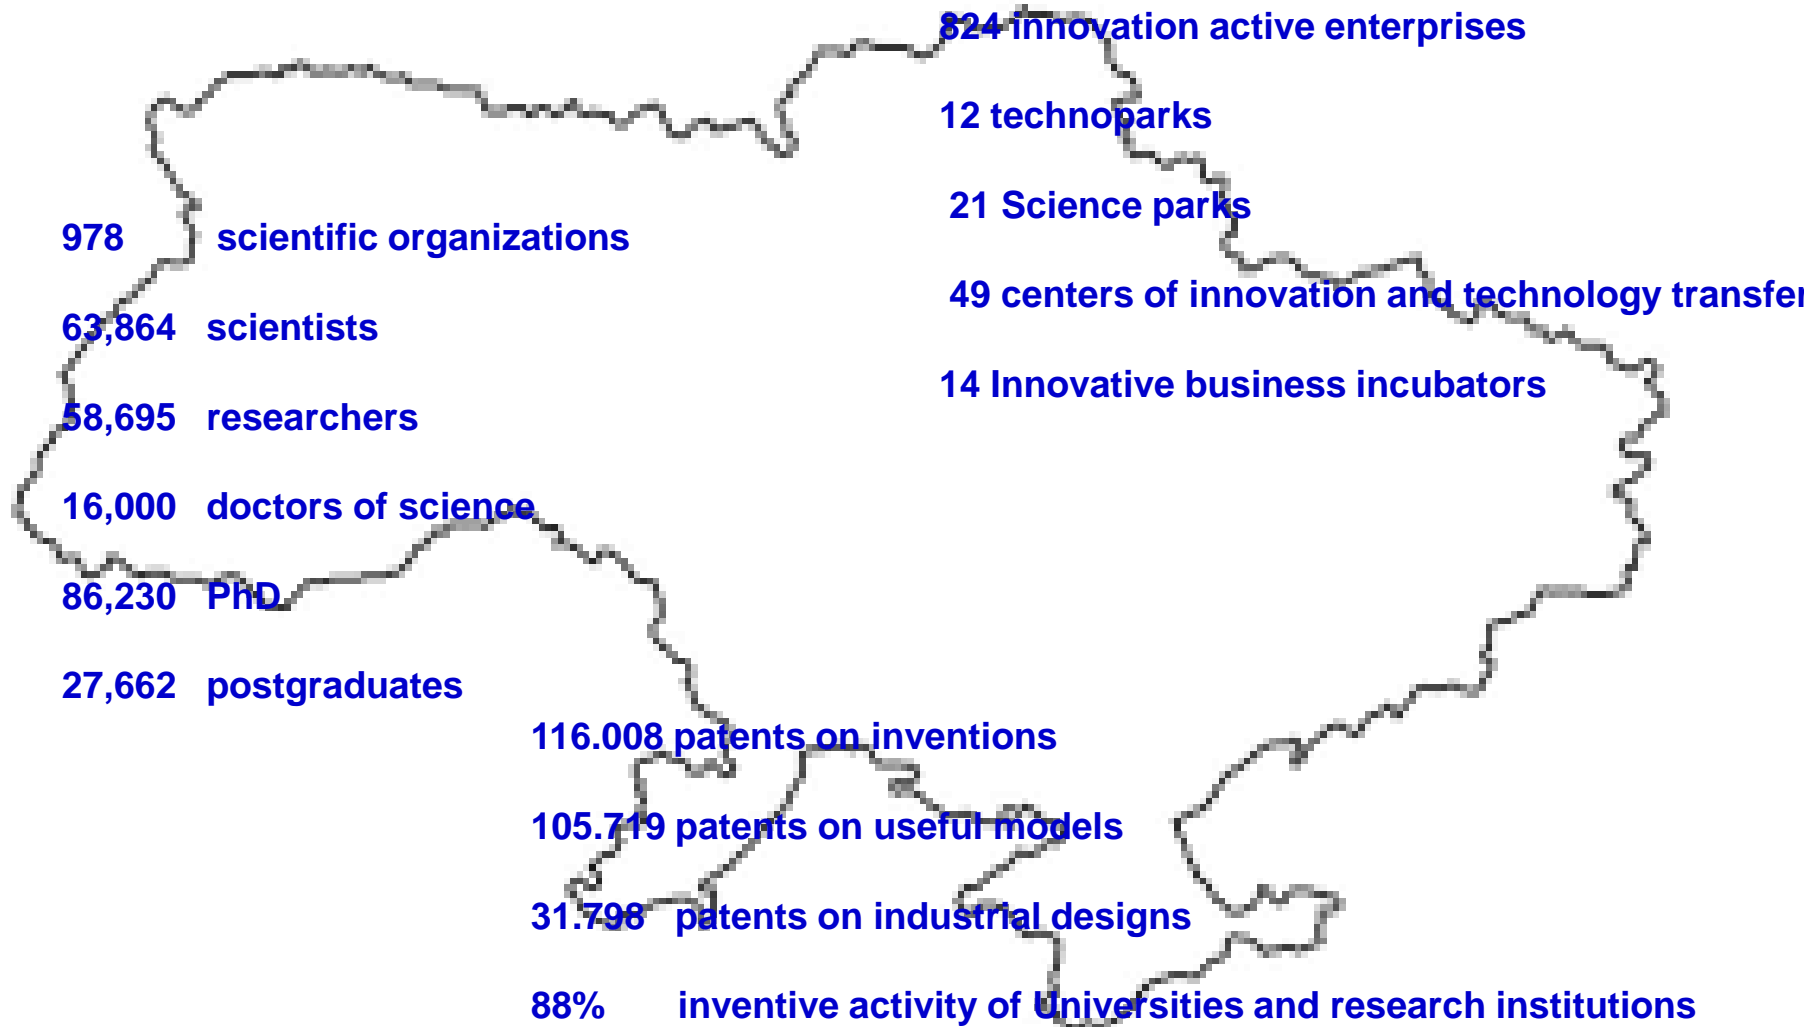 824 innovation active enterprises
12 technoparks
21 Science parks
49 centers of innovation and technology transfer
14 Innovative business incubators
978 scientific organizations
63,864 scientists
58,695 researchers
16,000 doctors of science
86,230 PhD
27,662 postgraduates
116.008 patents on inventions
105.719 patents on useful models
31.798 patents on industrial designs
88% inventive activity of Universities and research institutions